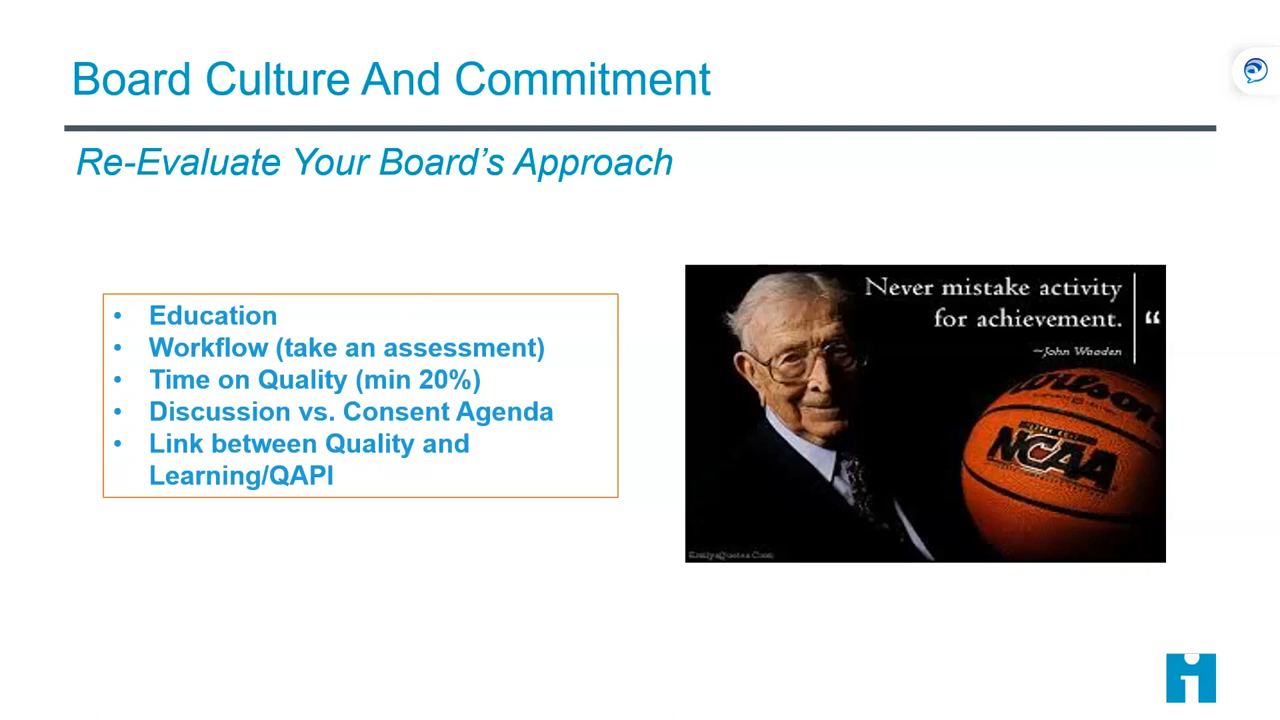 Board Culture And Commitment
Re-Evaluate Your Board's Approach
• Education
• Workflow (take an assessment)
• Time on Quality (min 20%)
• Discussion vs. Consent Agenda
• Link between Quality and
Learning/QAPI
Never mistake activity
for achievement.
~John Wooden
“
Wilson
NCAA
EmilysQuotes.Com